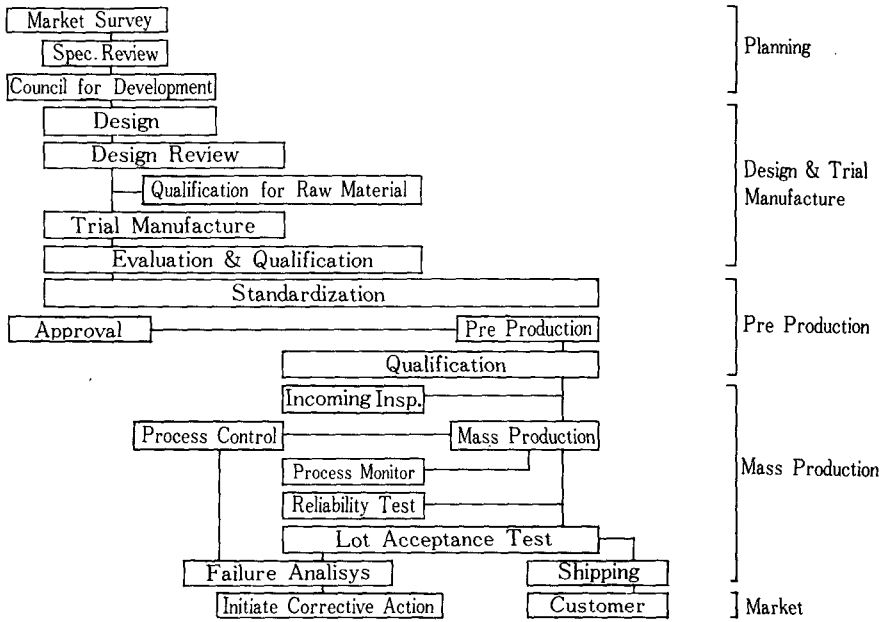 Market Survey
Spec. Review
Planning
Council for Development
Design
Design Review
Design & Trial
Manufacture
Qualification for Raw Material
Trial Manufacture
Evaluation & Qualification
Standardization
Approval
Pre Production
Pre Production
Qualification
Incoming Insp.
Process Control
Mass Production
Mass Production
Process Monitor
Reliability Test
Lot Acceptance Test
Failure Analisys
Shipping
Initiate Corrective Action
Customer
Market